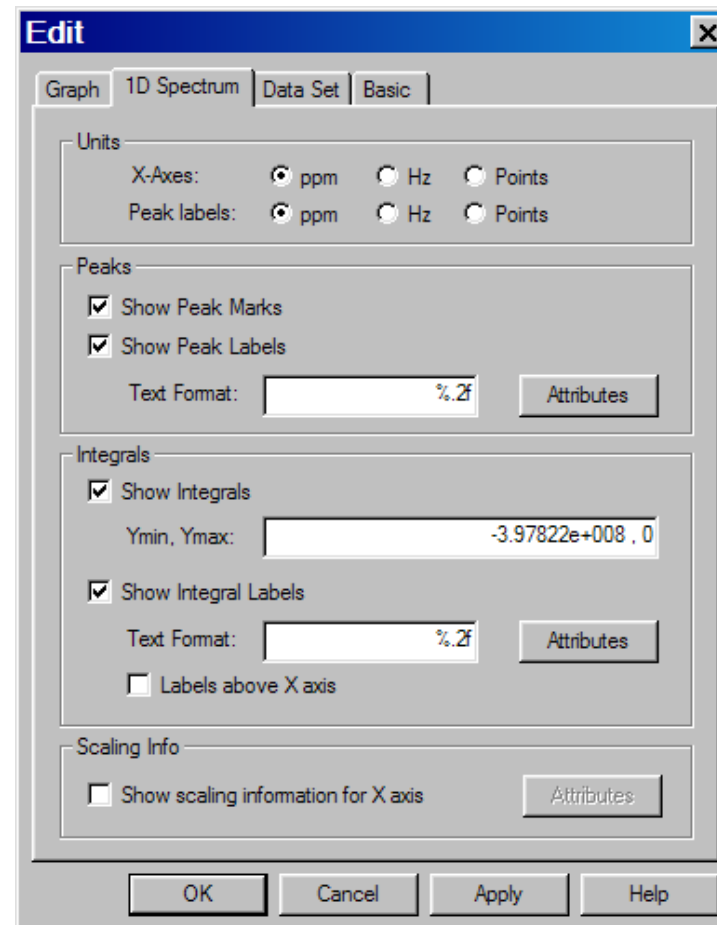 Edit
Graph 1D Spectrum Data Set Basic
Units
X-Axes: ppm Hz Points
Peak labels: ppm Hz Points
Peaks
Show Peak Marks
Show Peak Labels
Text Format: %.2f Attributes
Integrals
Show Integrals
Ymin, Ymax: -3.97822e+008 , 0
Show Integral Labels
Text Format: %.2f Attributes
Labels above X axis
Scaling Info
Show scaling information for X axis Attributes
OK Cancel Apply Help